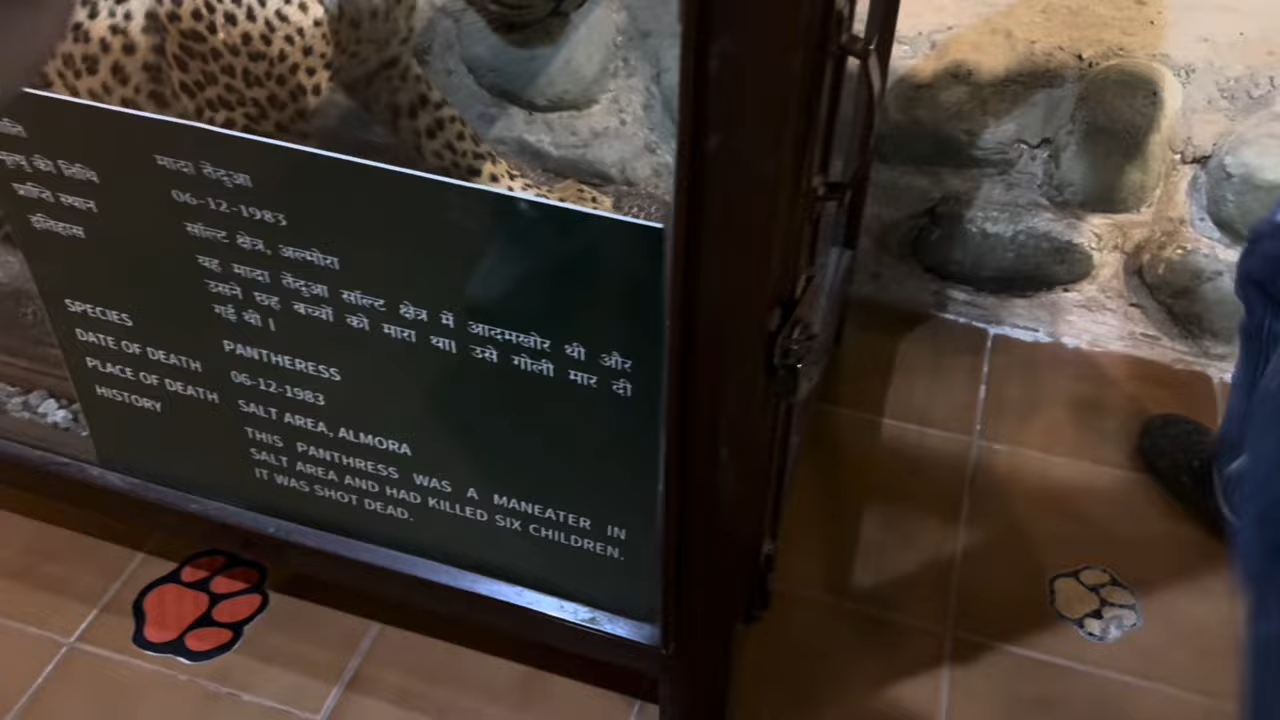 मादा तेंदुआ
मृत्यु की तिथि 06-12-1983
प्राप्ति स्थान सॉल्ट क्षेत्र, अल्मोरा
इतिहास यह मादा तेंदुआ सॉल्ट क्षेत्र में आदमखोर थी और
उसने छह बच्चों को मारा था। उसे गोली मार दी
गई थी।
SPECIES PANTHERESS
DATE OF DEATH 06-12-1983
PLACE OF DEATH SALT AREA, ALMORA
HISTORY THIS PANTHRESS WAS A MANEATER IN
SALT AREA AND HAD KILLED SIX CHILDREN.
IT WAS SHOT DEAD.